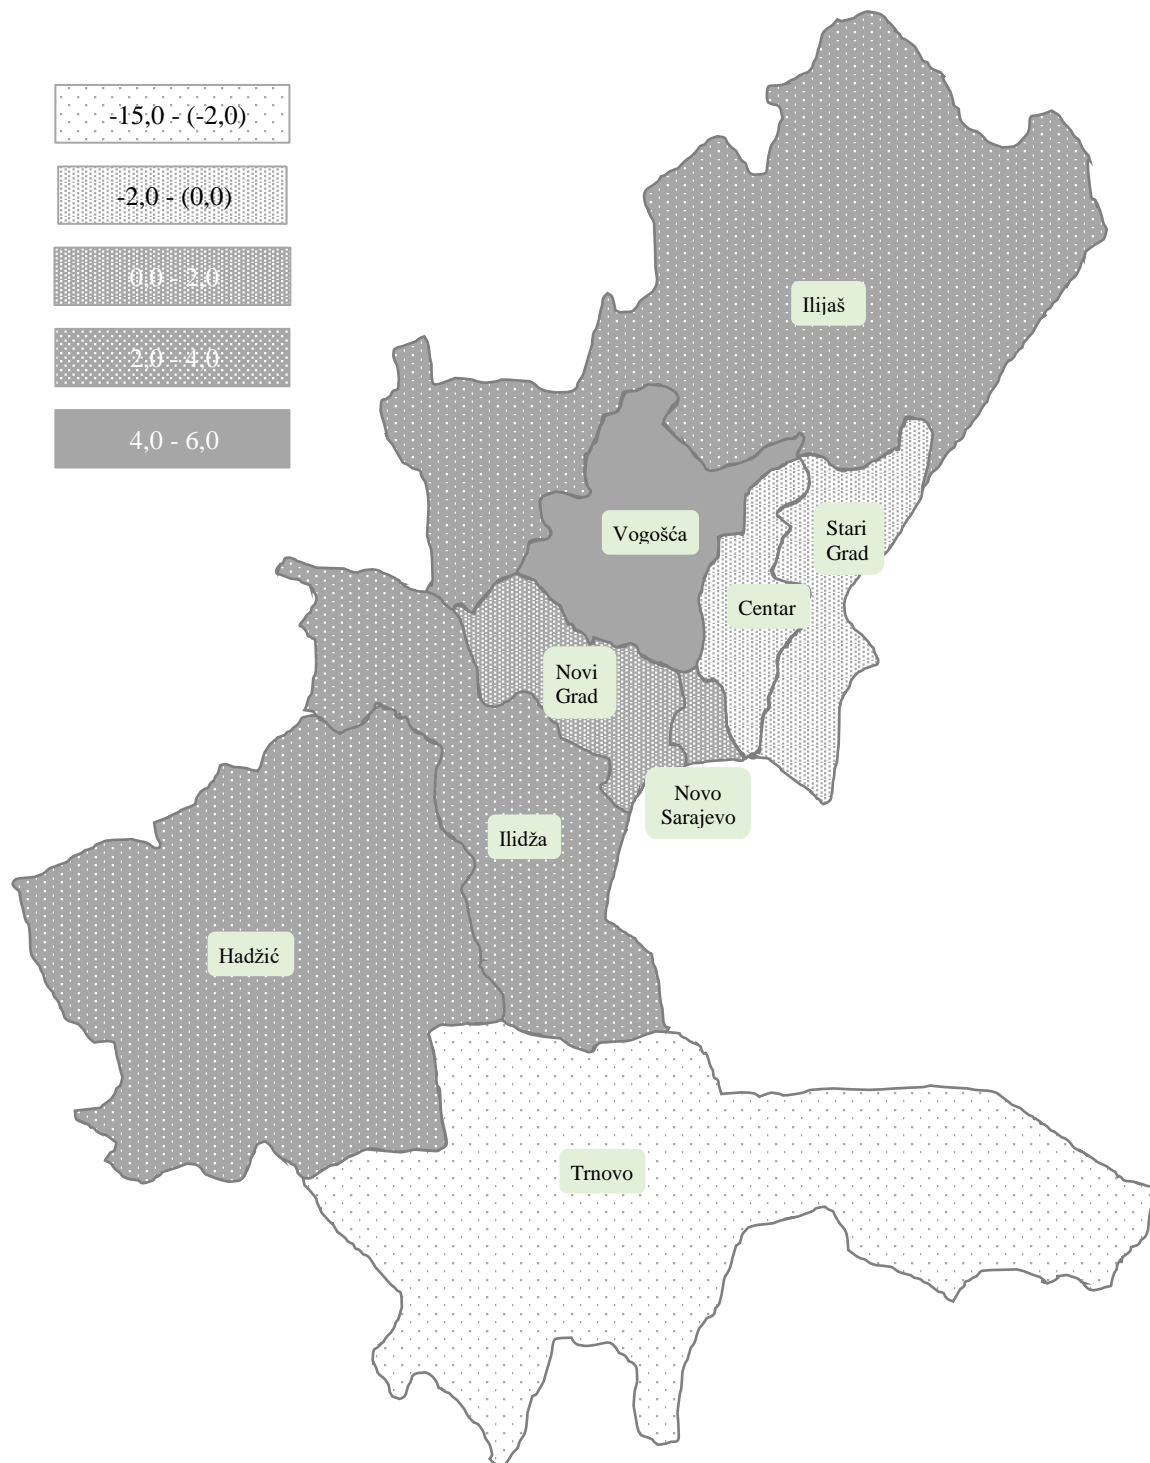 -15,0 - (-2,0)
-2,0 - (0,0)
0,0 - 2,0
2,0 - 4,0
4,0 - 6,0
Ilijaš
Vogošća
Stari
Grad
Centar
Novi
Grad
Novo
Sarajevo
Ilidža
Hadžić
Trnovo